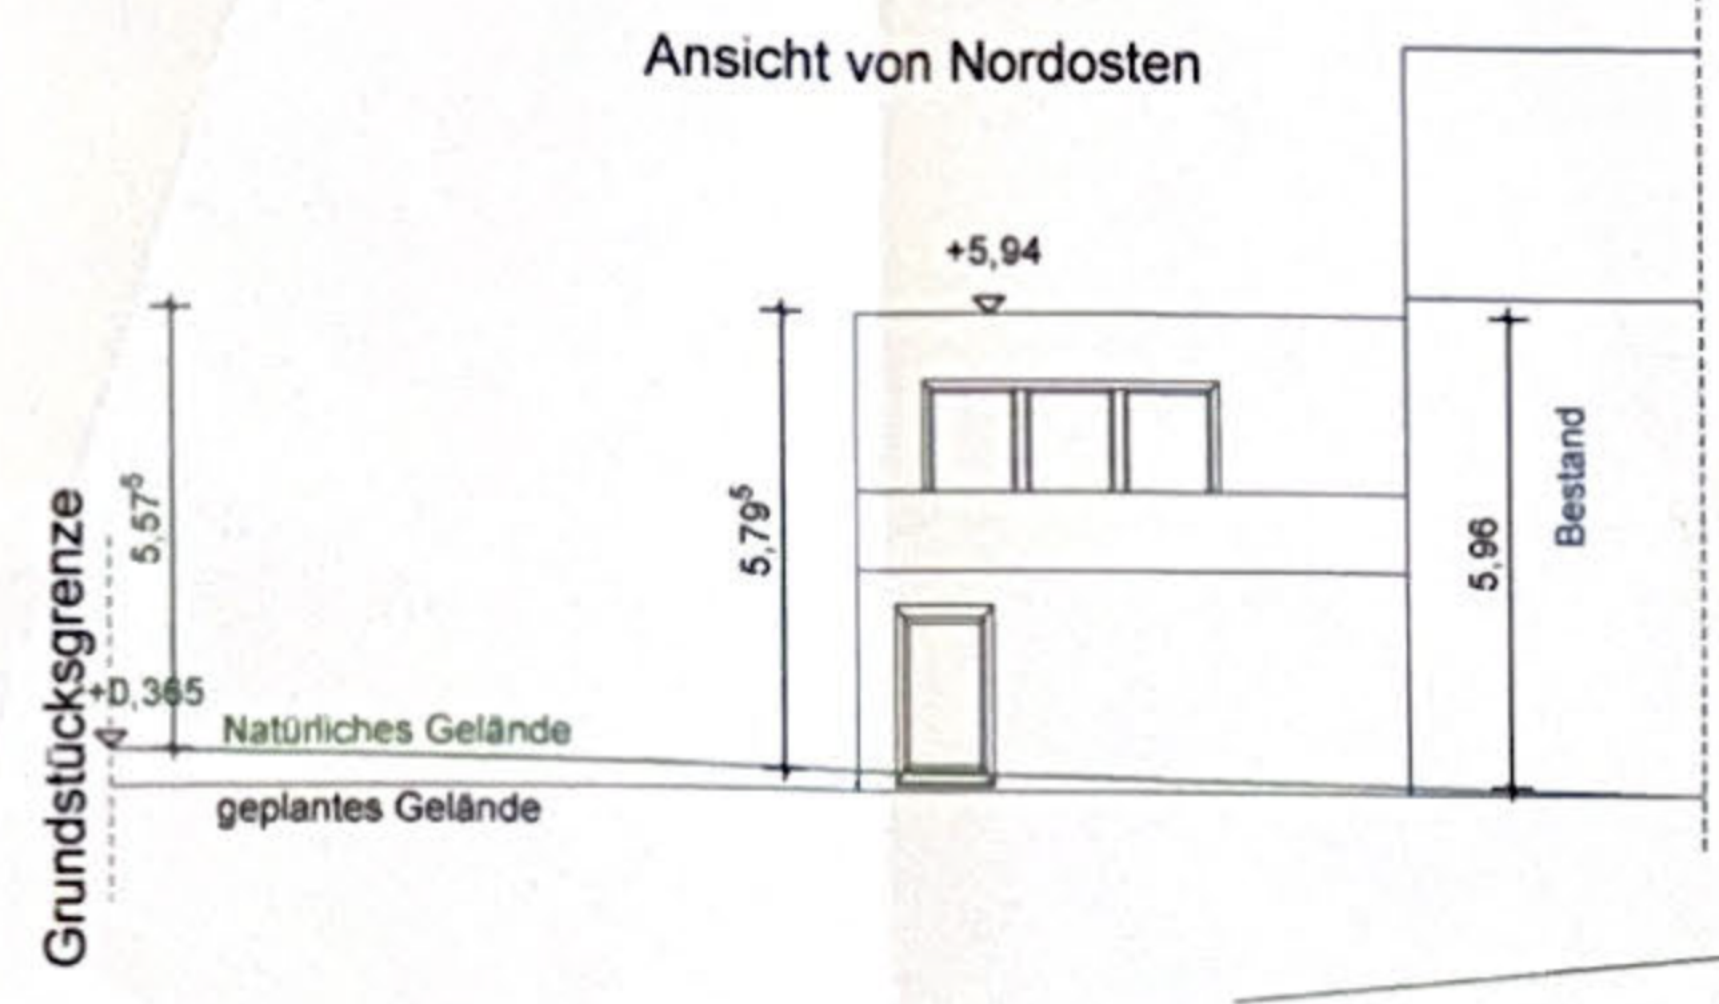 Ansicht von Nordosten
+5,94
5,57⁵
5,79⁵
5,96
Bestand
Grundstücksgrenze
+0,365
Natürliches Gelände
geplantes Gelände